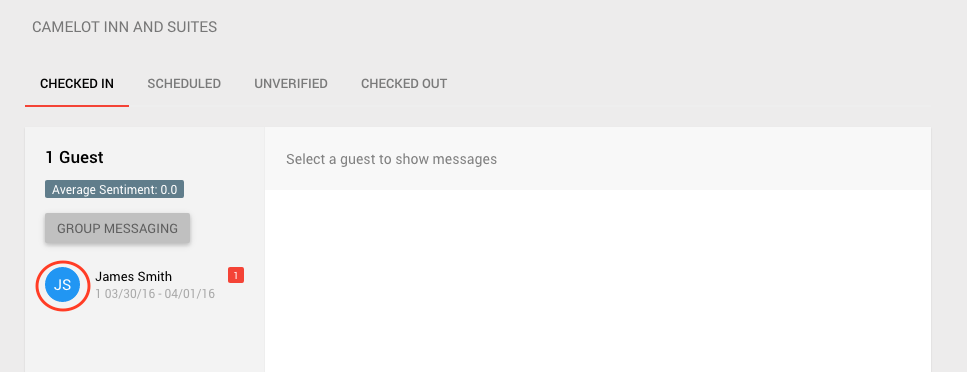 CAMELOT INN AND SUITES
CHECKED IN SCHEDULED UNVERIFIED CHECKED OUT
1 Guest
Select a guest to show messages
Average Sentiment: 0.0
GROUP MESSAGING
JS James Smith 1
1 03/30/16 - 04/01/16